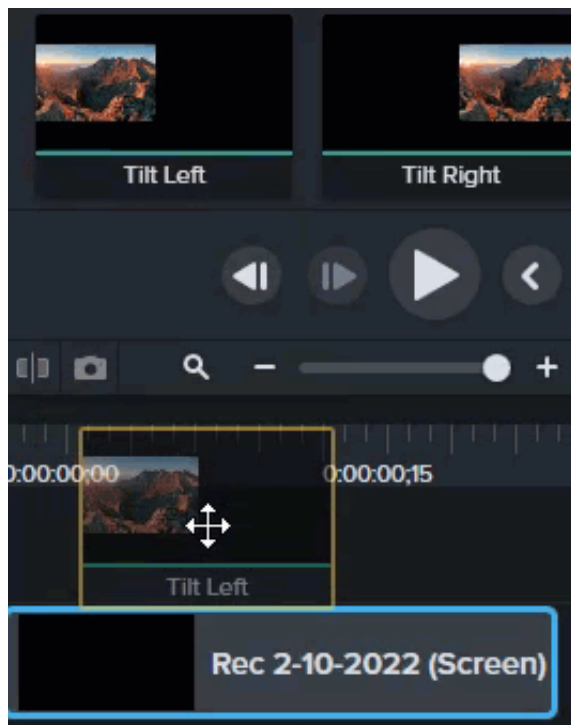 Tilt Left
Tilt Right
0:00:00;00
0:00:00;15
Tilt Left
Rec 2-10-2022 (Screen)